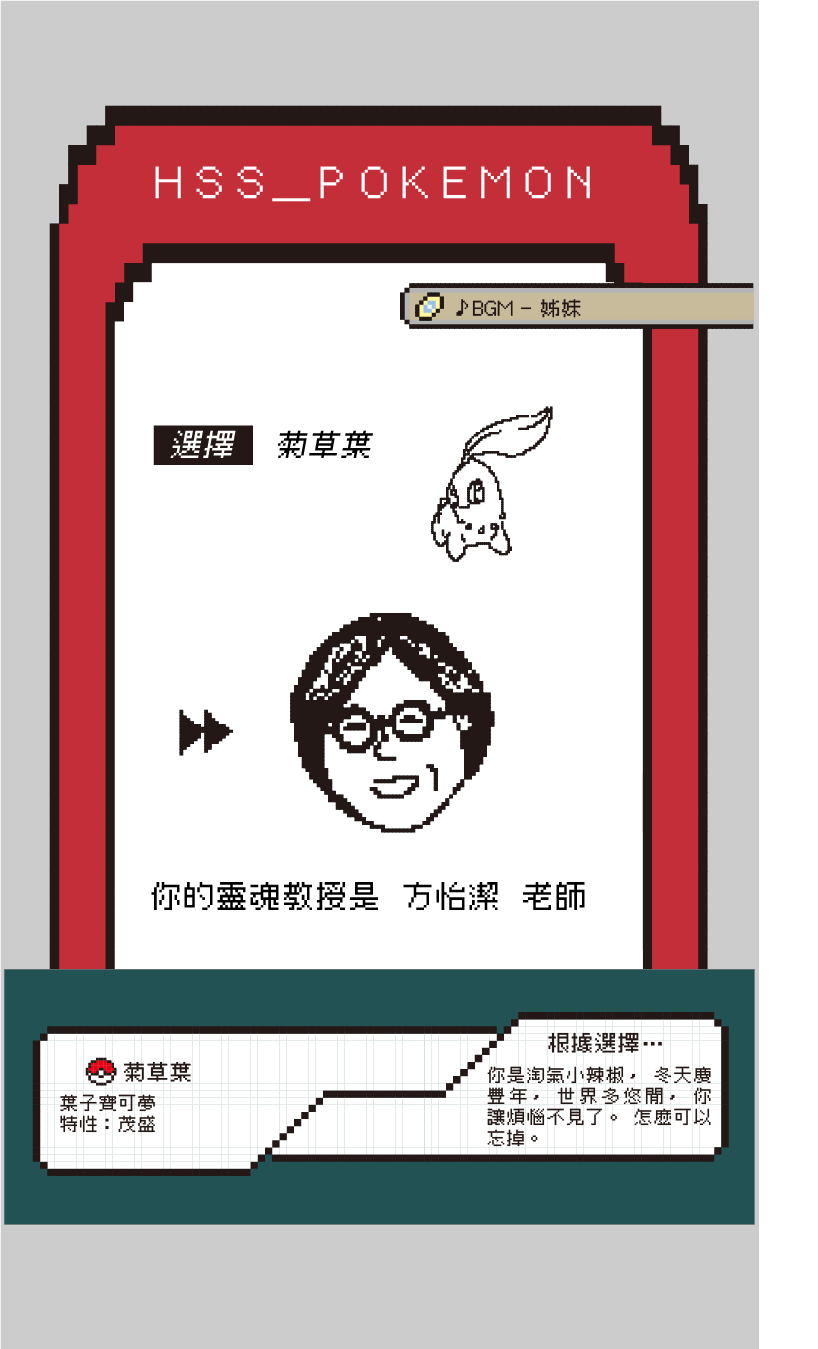 HSS_POKEMON
♪BGM - 姊妹
選擇 菊草葉
你的靈魂教授是 方怡潔 老師
菊草葉
葉子寶可夢
特性：茂盛
根據選擇…
你是淘氣小辣椒， 冬天慶
豐年， 世界多悠閒， 你
讓煩惱不見了。 怎麼可以
忘掉。